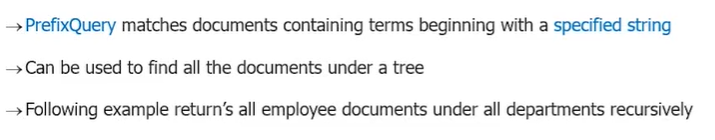 →PrefixQuery matches documents containing terms beginning with a specified string
→Can be used to find all the documents under a tree
→Following example return's all employee documents under all departments recursively